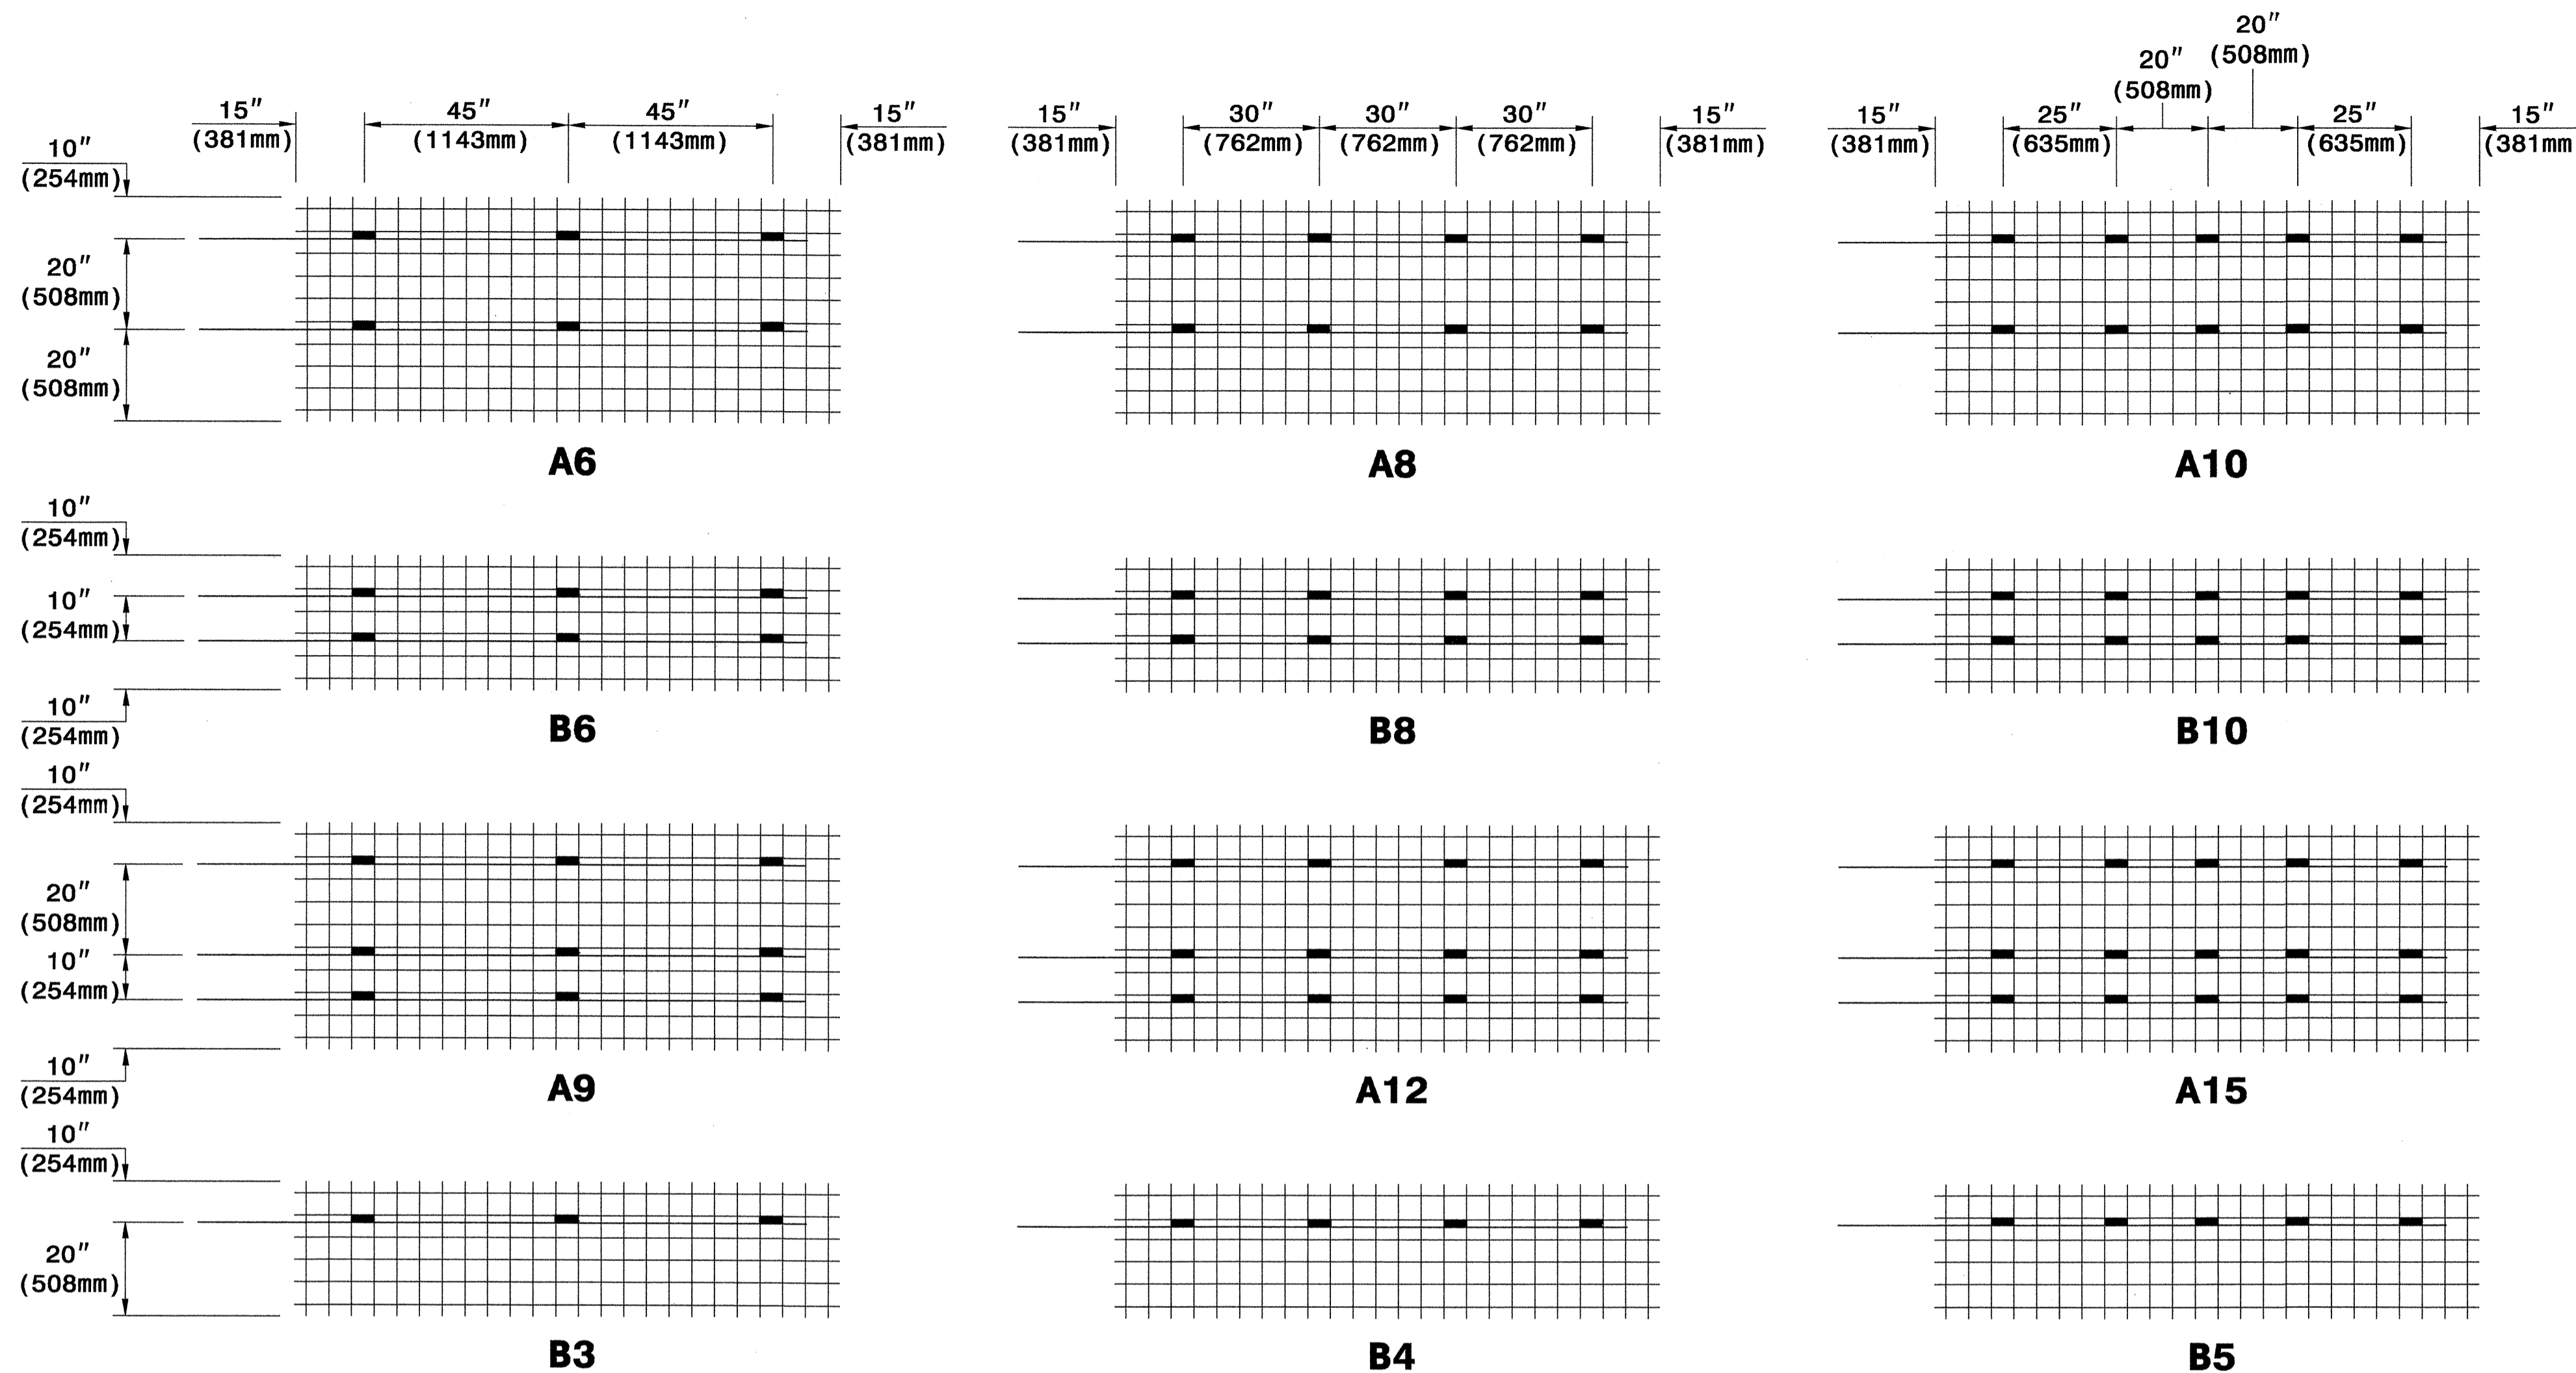 20″
(508mm)
20″
(508mm)
15″ 45″ 45″ 15″
(381mm) (1143mm) (1143mm) (381mm)
15″ 30″ 30″ 30″ 15″
(381mm) (762mm) (762mm) (762mm) (381mm)
15″ 25″ 25″ 15″
(381mm) (635mm) (635mm) (381mm
10″
(254mm)
20″
(508mm)
20″
(508mm)
A6 A8 A10
10″
(254mm)
10″
(254mm)
10″
(254mm)
B6 B8 B10
10″
(254mm)
20″
(508mm)
10″
(254mm)
10″
(254mm)
A9 A12 A15
10″
(254mm)
20″
(508mm)
B3 B4 B5